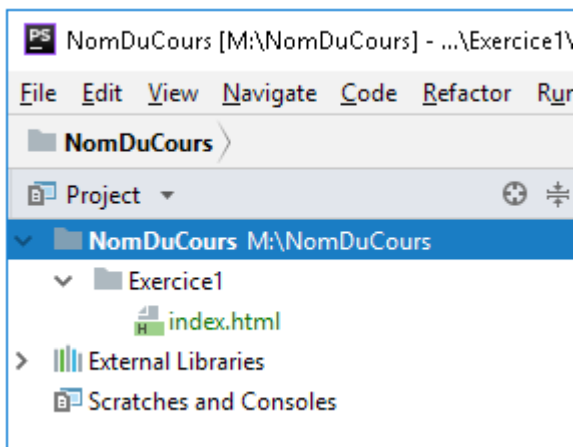 PS NomDuCours [M:\NomDuCours] - ...\Exercice1\
File Edit View Navigate Code Refactor Run
NomDuCours
Project
NomDuCours M:\NomDuCours
Exercice1
H index.html
External Libraries
Scratches and Consoles